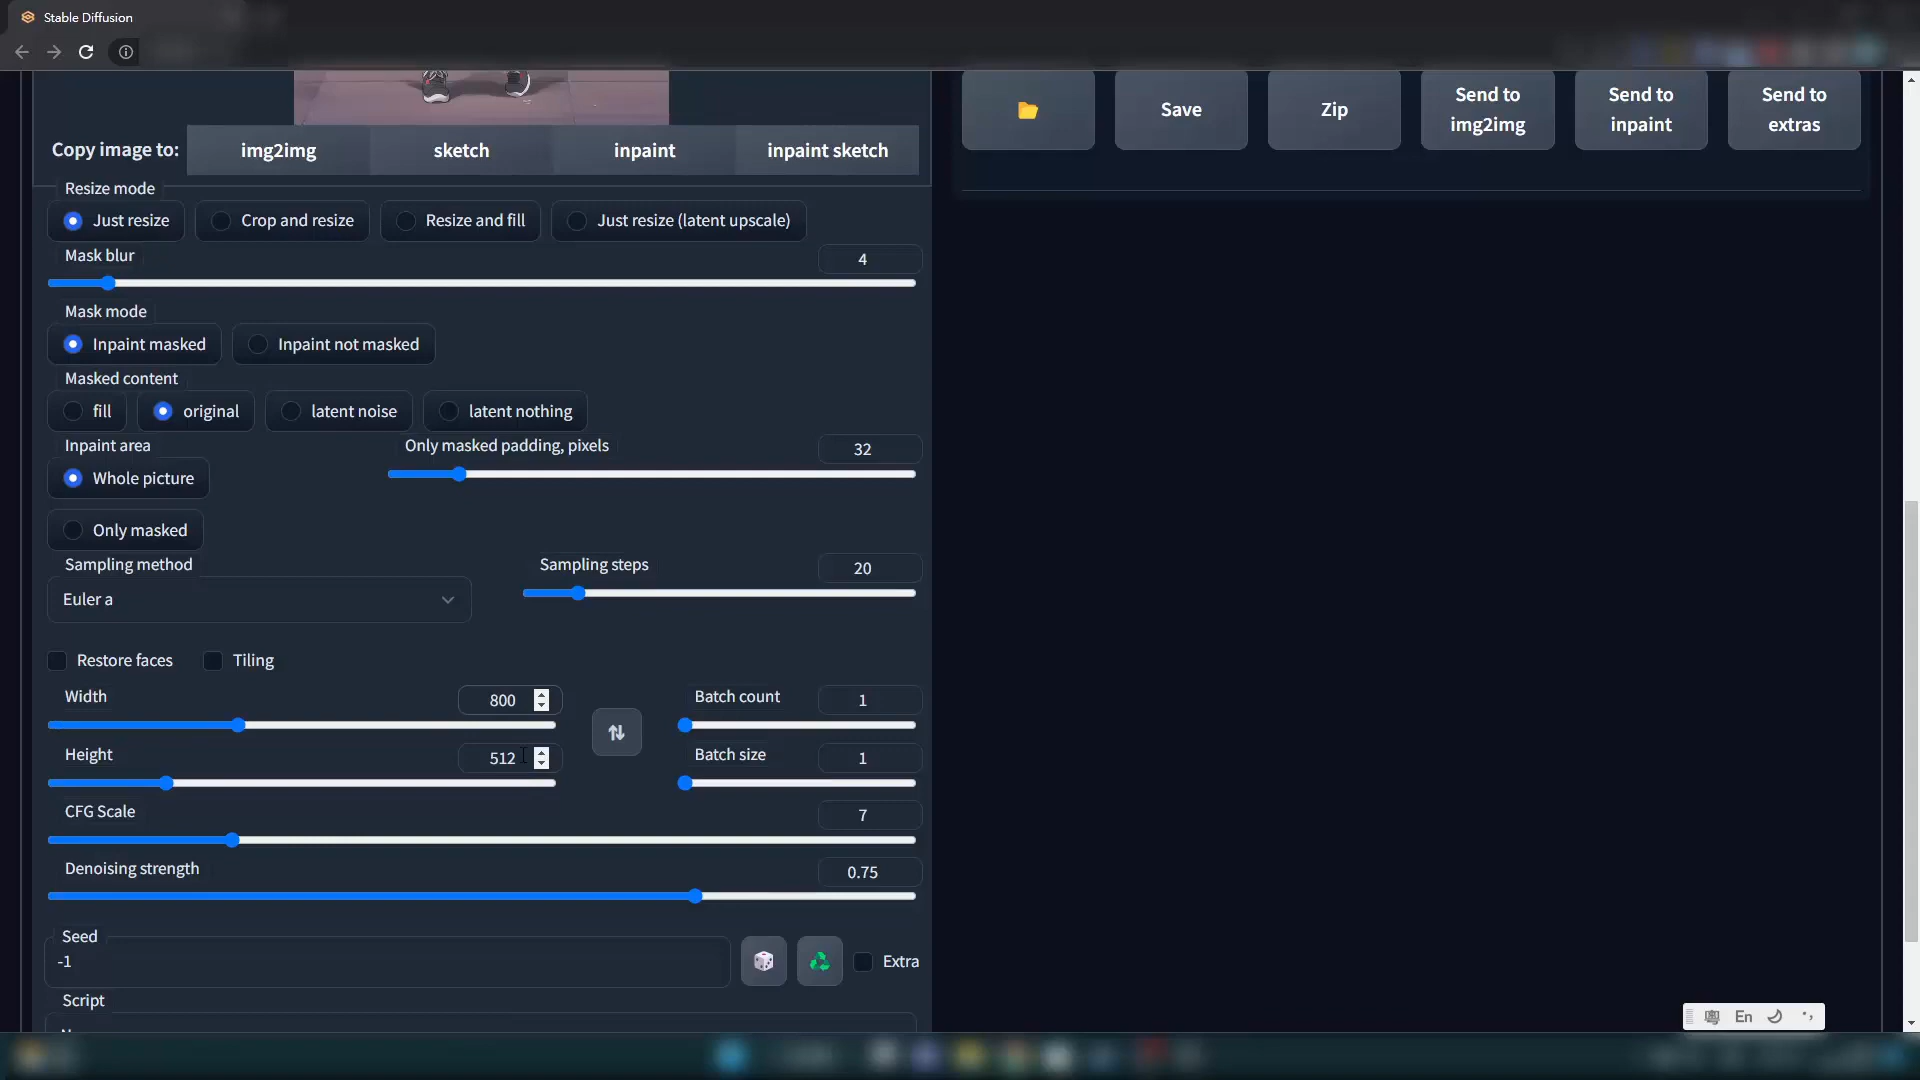 Stable Diffusion
Copy image to:
img2img
sketch
inpaint
inpaint sketch
Save
Zip
Send to
img2img
Send to
inpaint
Send to
extras
Resize mode
Just resize
Crop and resize
Resize and fill
Just resize (latent upscale)
Mask blur
4
Mask mode
Inpaint masked
Inpaint not masked
Masked content
fill
original
latent noise
latent nothing
Inpaint area
Whole picture
Only masked
Only masked padding, pixels
32
Sampling method
Euler a
Sampling steps
20
Restore faces
Tiling
Width
800
Height
512
Batch count
1
Batch size
1
CFG Scale
7
Denoising strength
0.75
Seed
-1
Extra
Script
En